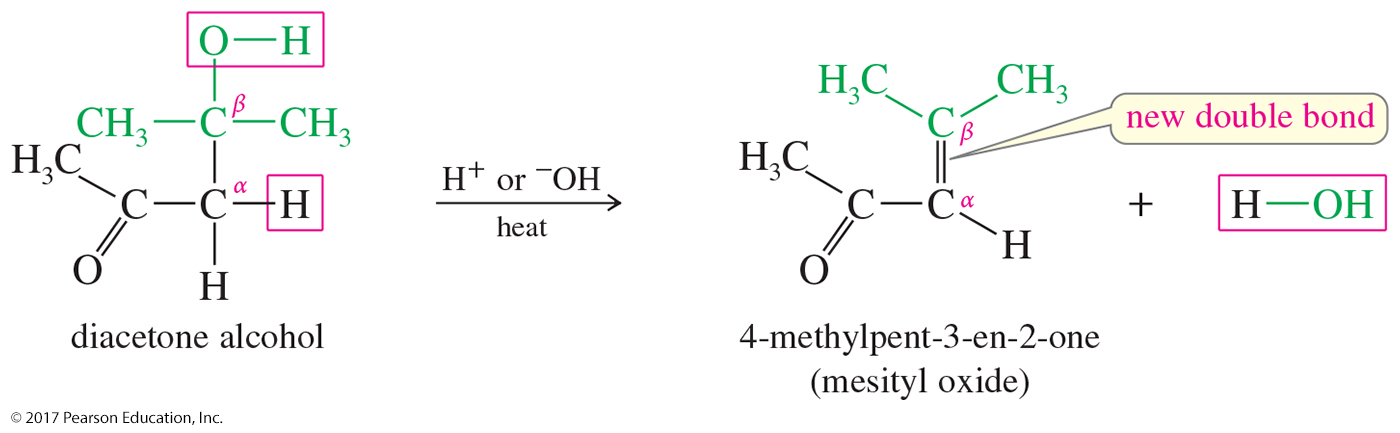 O—H
β
CH₃—C—CH₃
H₃C
α
C—C—H
O
H
diacetone alcohol
H⁺ or ⁻OH
heat
H₃C CH₃
C
β
new double bond
H₃C
C—C
α
H
O
+
H—OH
4-methylpent-3-en-2-one
(mesityl oxide)
© 2017 Pearson Education, Inc.